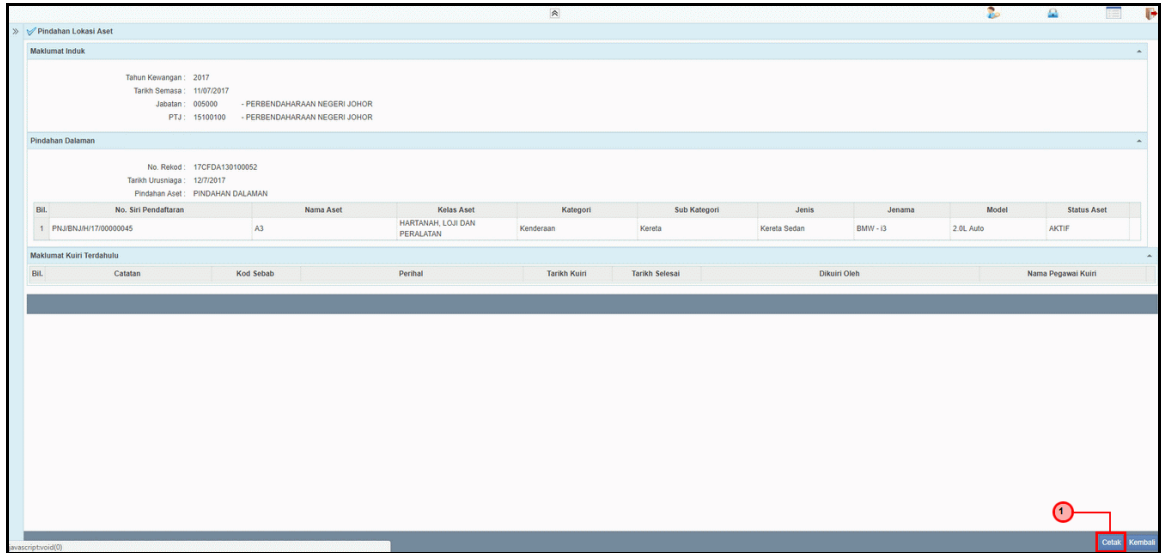 Pindahan Lokasi Aset
Maklumat Induk
Tahun Kewangan : 2017
Tarikh Semasa : 11/07/2017
Jabatan : 005000 - PERBENDAHARAAN NEGERI JOHOR
PTJ : 15100100 - PERBENDAHARAAN NEGERI JOHOR
Pindahan Dalaman
No. Rekod : 17CFDA130100052
Tarikh Urusniaga : 12/7/2017
Pindahan Aset : PINDAHAN DALAMAN
Bil. No. Siri Pendaftaran Nama Aset Kelas Aset Kategori Sub Kategori Jenis Jenama Model Status Aset
1 PNJ/BNJ/H/17/00000045 A3 HARTANAH, LOJI DAN PERALATAN Kenderaan Kereta Kereta Sedan BMW - i3 2.0L Auto AKTIF
Maklumat Kuiri Terdahulu
Bil. Catatan Kod Sebab Perihal Tarikh Kuiri Tarikh Selesai Dikuiri Oleh Nama Pegawai Kuiri
1
Cetak Kembali
avascript:void(0)